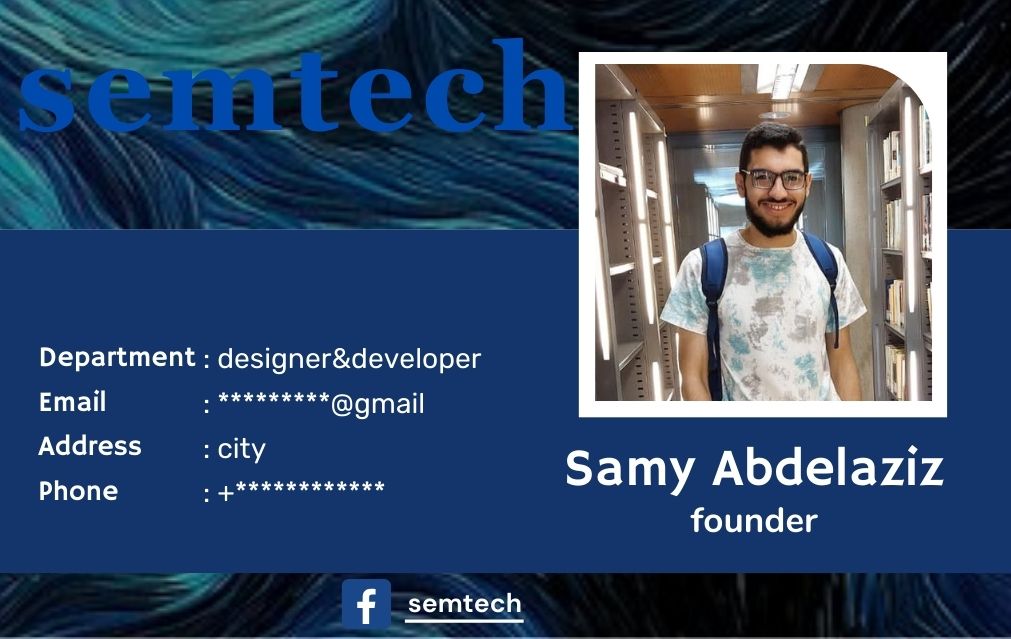 semtech
Department : designer&developer
Email : *********@gmail
Address : city
Phone : +************
Samy Abdelaziz
founder
f semtech